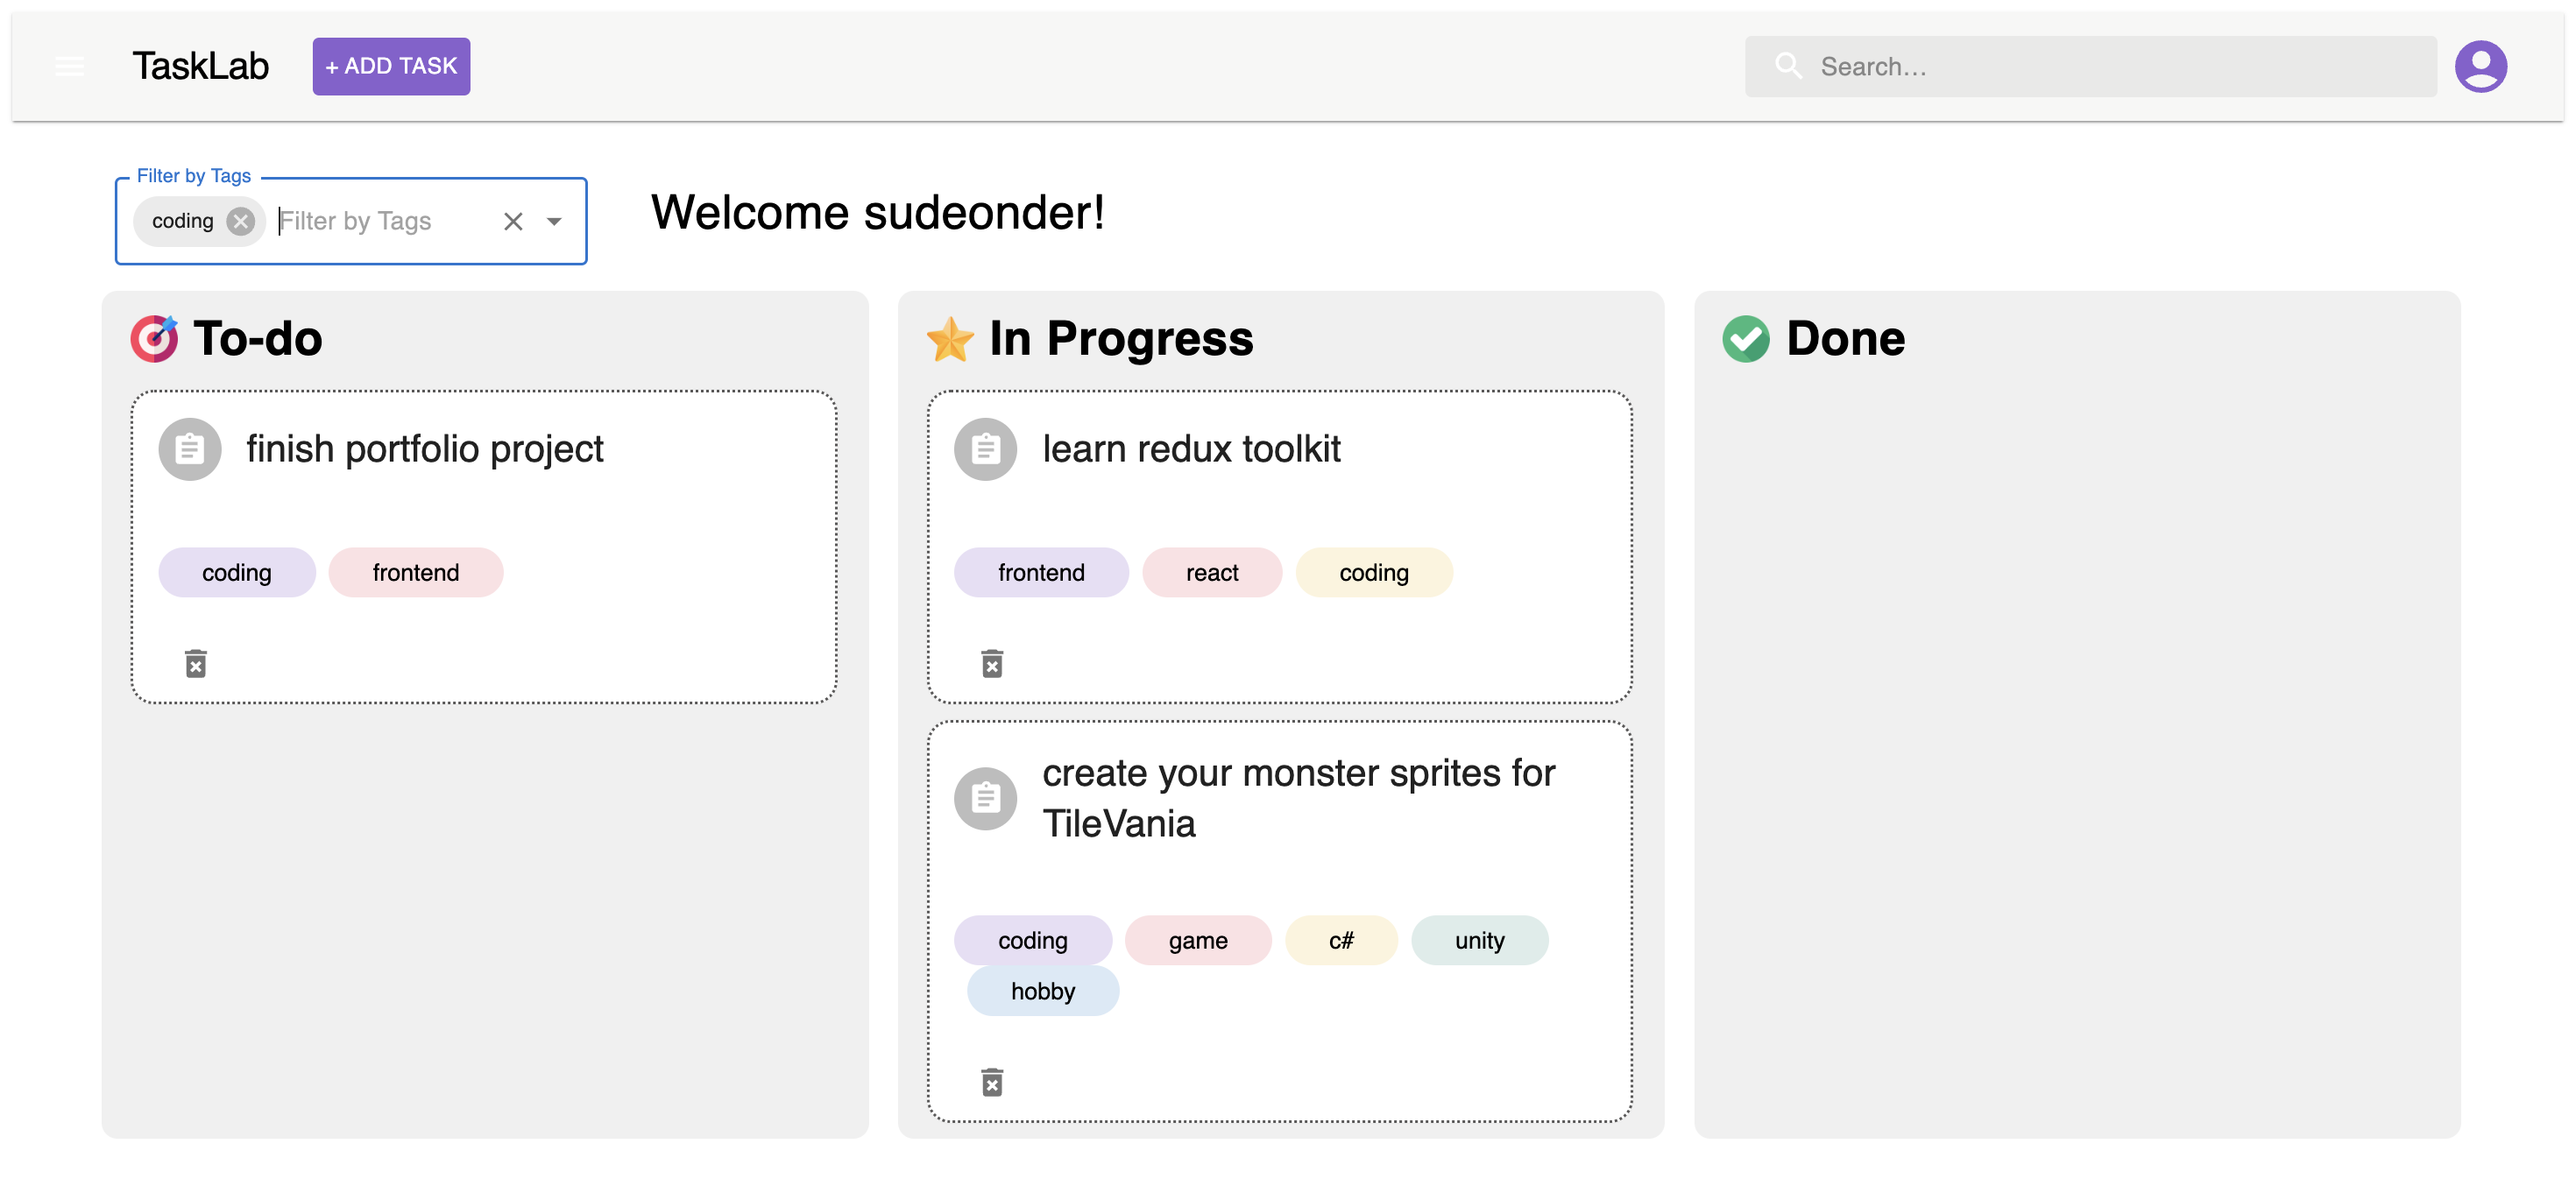 TaskLab
+ ADD TASK
Search...
Filter by Tags
coding
Filter by Tags
Welcome sudeonder!
To-do
finish portfolio project
coding frontend
In Progress
learn redux toolkit
frontend react coding
create your monster sprites for
TileVania
coding game c# unity
hobby
Done